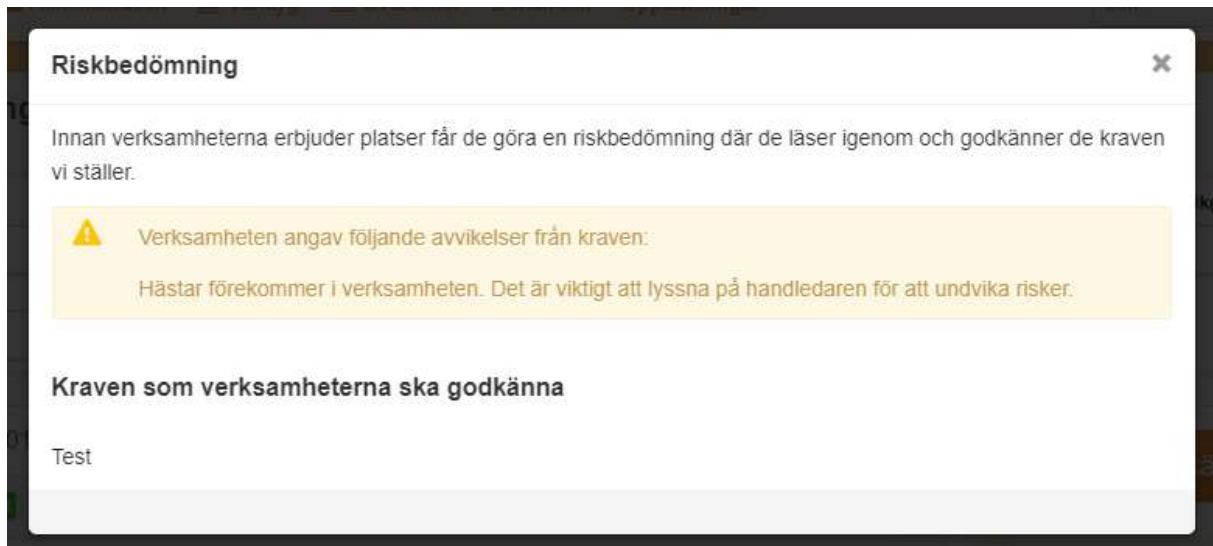 Riskbedömning
Innan verksamheterna erbjuder platser får de göra en riskbedömning där de läser igenom och godkänner de kraven
vi ställer.
Verksamheten angav följande avvikelser från kraven:
Hästar förekommer i verksamheten. Det är viktigt att lyssna på handledaren för att undvika risker.
Kraven som verksamheterna ska godkänna
Test